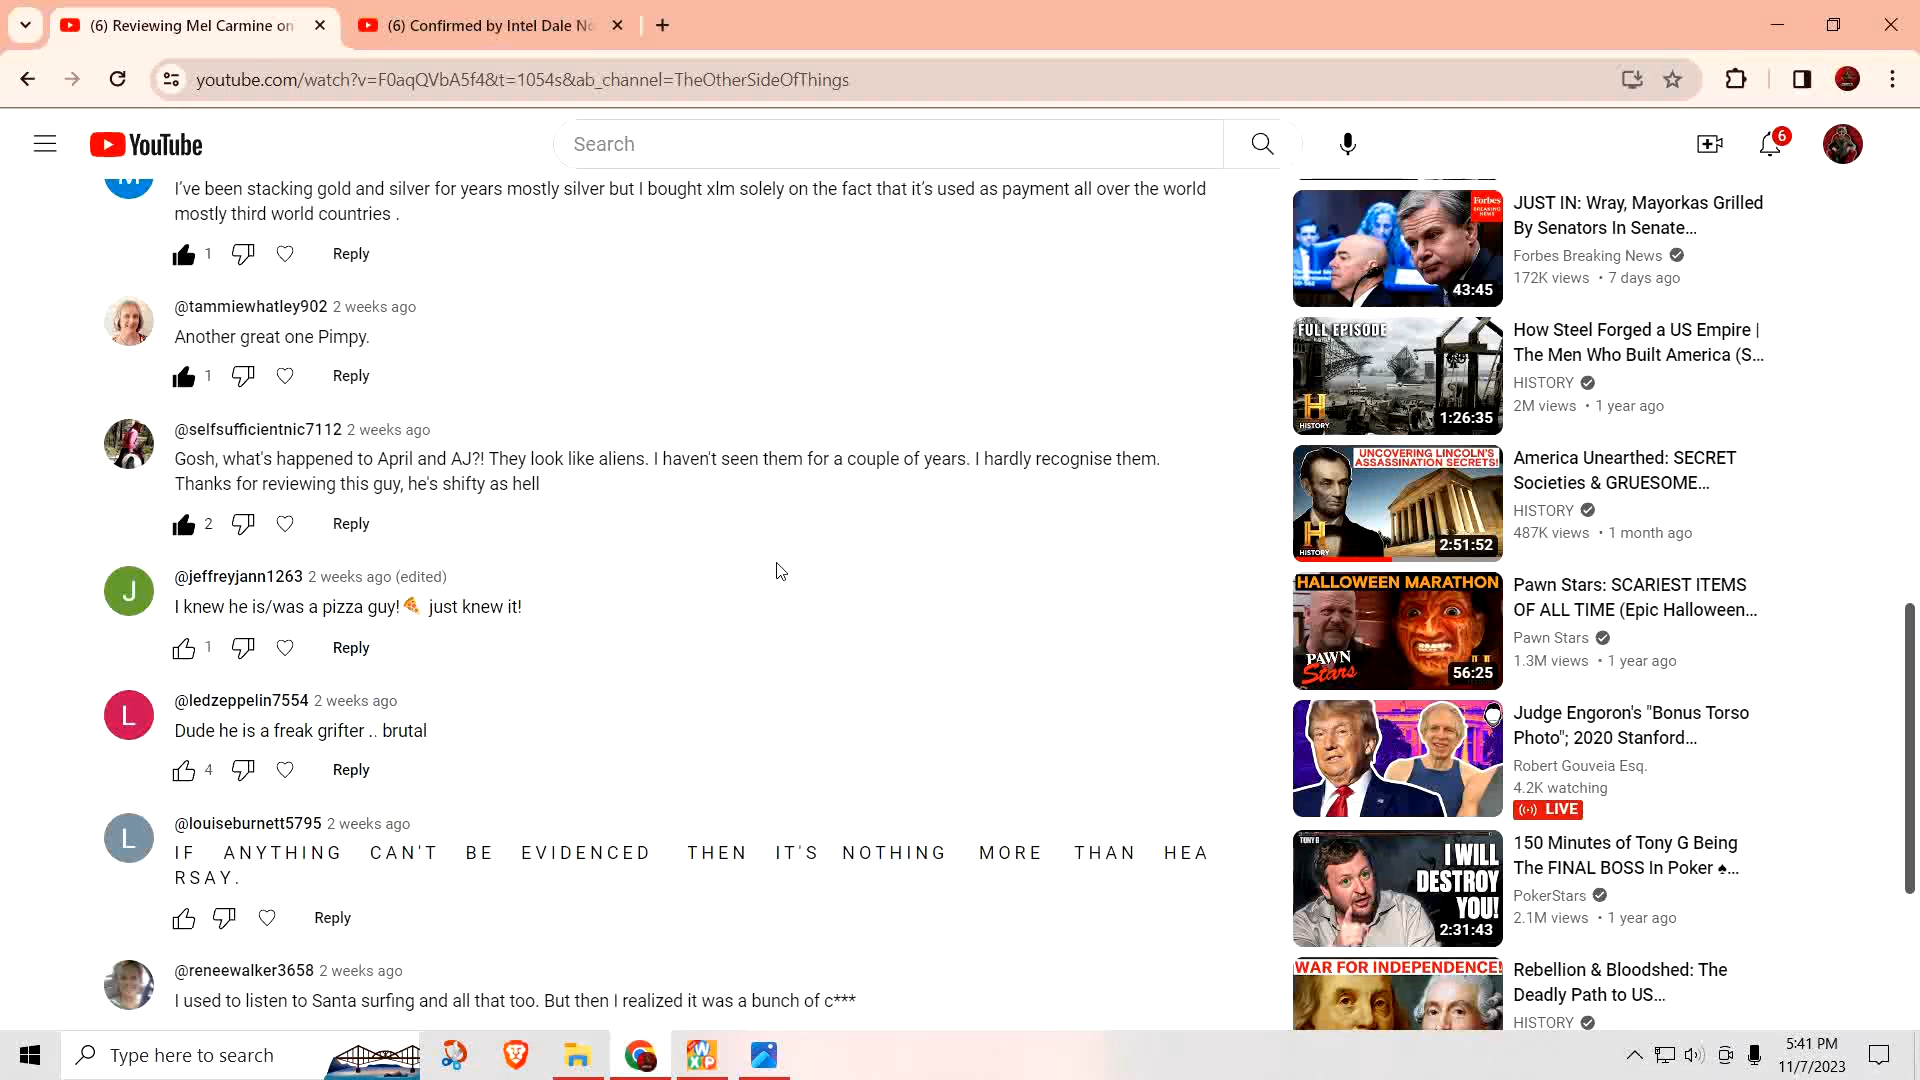 (6) Reviewing Mel Carmine on
(6) Confirmed by Intel Dale No
youtube.com/watch?v=F0aqQVbA5f4&t=1054s&ab_channel=TheOtherSideOfThings
YouTube
Search
6
I've been stacking gold and silver for years mostly silver but I bought xlm solely on the fact that it's used as payment all over the world
mostly third world countries .
1
Reply
@tammiewhatley902 2 weeks ago
Another great one Pimpy.
1
Reply
@selfsufficientnic7112 2 weeks ago
Gosh, what's happened to April and AJ?! They look like aliens. I haven't seen them for a couple of years. I hardly recognise them.
Thanks for reviewing this guy, he's shifty as hell
2
Reply
J
@jeffreyjann1263 2 weeks ago (edited)
I knew he is/was a pizza guy!🍕 just knew it!
1
Reply
L
@ledzeppelin7554 2 weeks ago
Dude he is a freak grifter .. brutal
4
Reply
L
@louiseburnett5795 2 weeks ago
I F  A N Y T H I N G  C A N ' T  B E  E V I D E N C E D  T H E N  I T ' S  N O T H I N G  M O R E  T H A N  H E A
R S A Y .
Reply
@reneewalker3658 2 weeks ago
I used to listen to Santa surfing and all that too. But then I realized it was a bunch of c***
Forbes
BREAKING
NEWS
43:45
JUST IN: Wray, Mayorkas Grilled
By Senators In Senate...
Forbes Breaking News
172K views • 7 days ago
FULL EPISODE
H
HISTORY
1:26:35
How Steel Forged a US Empire |
The Men Who Built America (S...
HISTORY
2M views • 1 year ago
UNCOVERING LINCOLN'S
ASSASSINATION SECRETS!
H
HISTORY
2:51:52
America Unearthed: SECRET
Societies & GRUESOME...
HISTORY
487K views • 1 month ago
HALLOWEEN MARATHON
PAWN
Stars
56:25
Pawn Stars: SCARIEST ITEMS
OF ALL TIME (Epic Halloween...
Pawn Stars
1.3M views • 1 year ago
Judge Engoron's "Bonus Torso
Photo"; 2020 Stanford...
Robert Gouveia Esq.
4.2K watching
LIVE
TONY G
I WILL
DESTROY
YOU!
2:31:43
150 Minutes of Tony G Being
The FINAL BOSS In Poker ♠...
PokerStars
2.1M views • 1 year ago
WAR FOR INDEPENDENCE!
Rebellion & Bloodshed: The
Deadly Path to US...
HISTORY
Type here to search
5:41 PM
11/7/2023